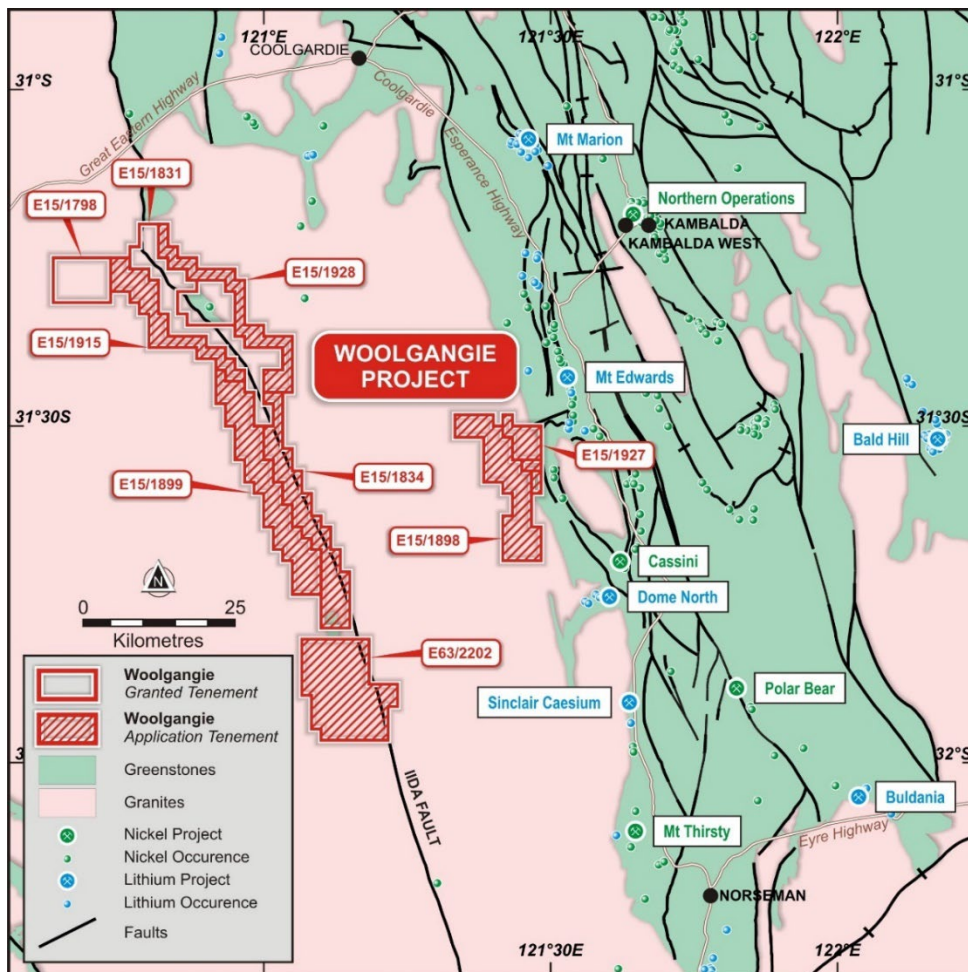 121°E
121°30E
122°E
COOLGARDIE
31°S
31°S
Great Eastern Highway
Coolgardie
Esperance Highway
Mt Marion
E15/1831
E15/1798
Northern Operations
KAMBALDA
KAMBALDA WEST
E15/1928
E15/1915
WOOLGANGIE
PROJECT
Mt Edwards
31°30S
31°30S
Bald Hill
E15/1927
E15/1834
E15/1899
E15/1898
Cassini
Dome North
N
0
25
Kilometres
E63/2202
Polar Bear
Sinclair Caesium
32°S
32°S
IIDA FAULT
Buldania
Mt Thirsty
Eyre Highway
NORSEMAN
Woolgangie
Granted Tenement
Woolgangie
Application Tenement
Greenstones
Granites
Nickel Project
Nickel Occurence
Lithium Project
Lithium Occurence
Faults
121°30E
122°E